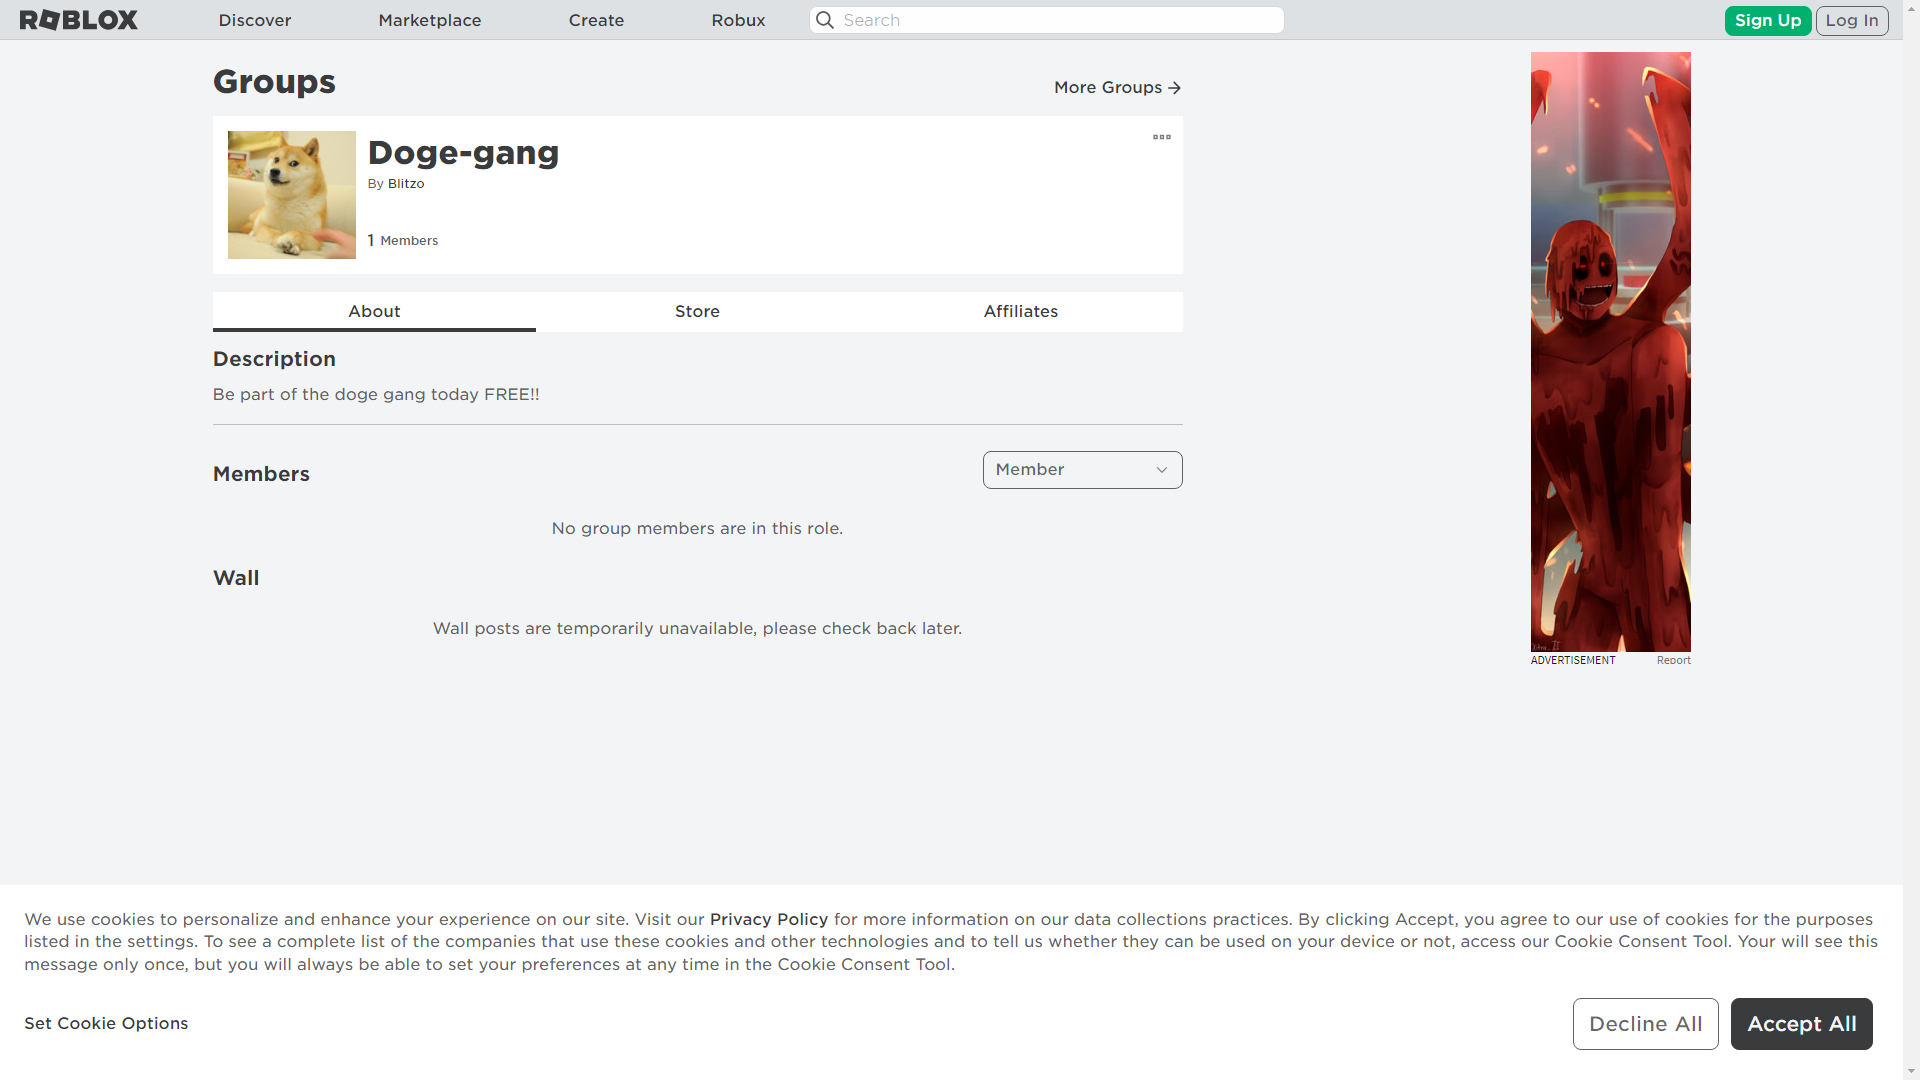 ROBLOX
Discover
Marketplace
Create
Robux
Search
Sign Up
Log In
Groups
More Groups
Doge-gang
By Blitzo
1 Members
About
Store
Affiliates
Description
Be part of the doge gang today FREE!!
Members
Member
No group members are in this role.
Wall
Wall posts are temporarily unavailable, please check back later.
ADVERTISEMENT
Report
We use cookies to personalize and enhance your experience on our site. Visit our Privacy Policy for more information on our data collections practices. By clicking Accept, you agree to our use of cookies for the purposes
listed in the settings. To see a complete list of the companies that use these cookies and other technologies and to tell us whether they can be used on your device or not, access our Cookie Consent Tool. Your will see this
message only once, but you will always be able to set your preferences at any time in the Cookie Consent Tool.
Set Cookie Options
Decline All
Accept All